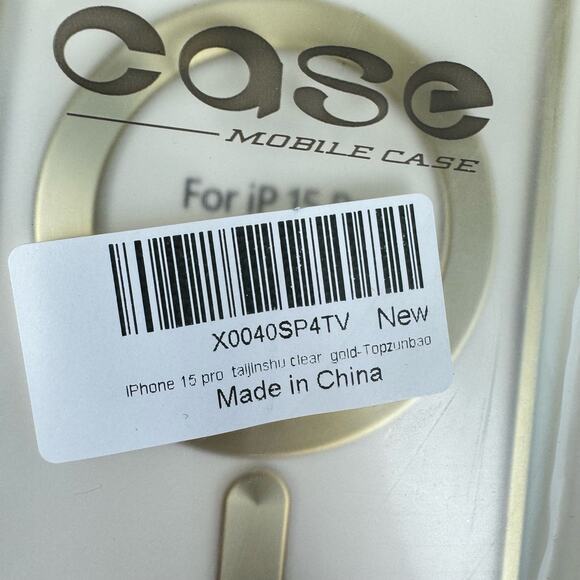 case
MOBILE CASE
For iP 15 P
X0040SP4TV New
iPhone 15 pro taijinshu clear gold-Topzunbao
Made in China